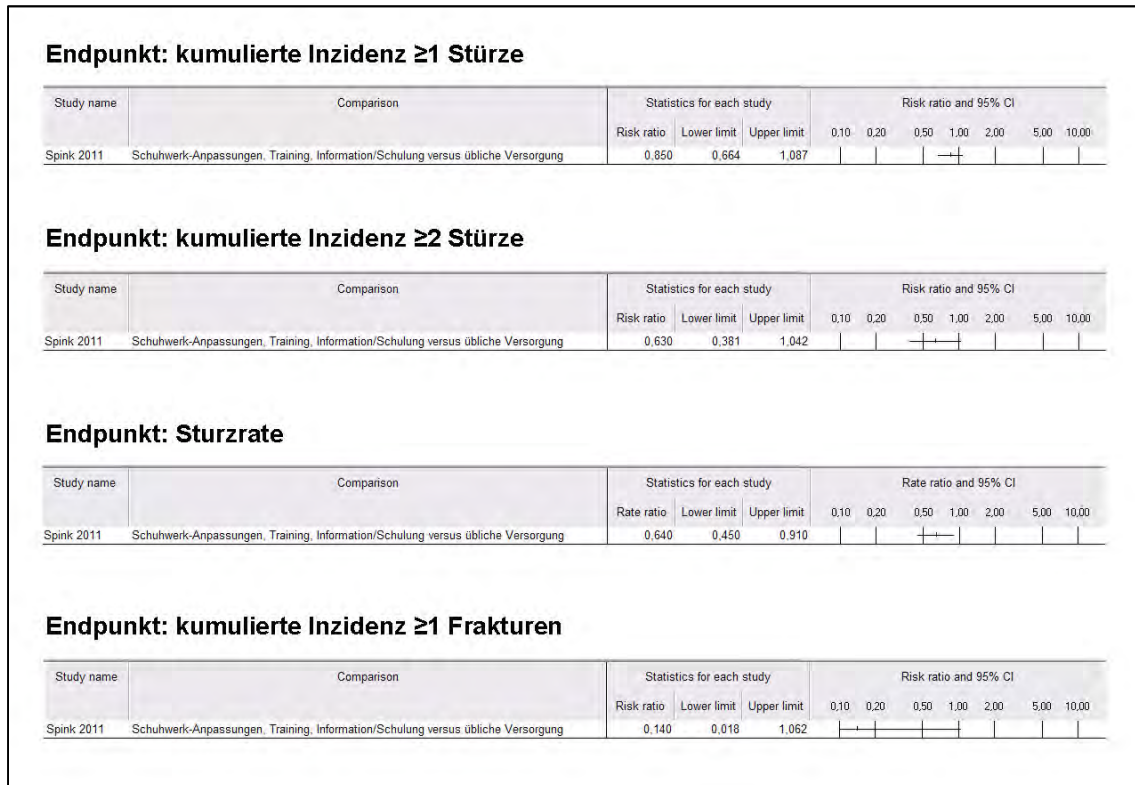 Endpunkt: kumulierte Inzidenz ≥1 Stürze
Study name Comparison Statistics for each study Risk ratio and 95% CI
Risk ratio Lower limit Upper limit 0,10 0,20 0,50 1,00 2,00 5,00 10,00
Spink 2011 Schuhwerk-Anpassungen, Training, Information/Schulung versus übliche Versorgung 0,850 0,664 1,087
Endpunkt: kumulierte Inzidenz ≥2 Stürze
Study name Comparison Statistics for each study Risk ratio and 95% CI
Risk ratio Lower limit Upper limit 0,10 0,20 0,50 1,00 2,00 5,00 10,00
Spink 2011 Schuhwerk-Anpassungen, Training, Information/Schulung versus übliche Versorgung 0,630 0,381 1,042
Endpunkt: Sturzrate
Study name Comparison Statistics for each study Rate ratio and 95% CI
Rate ratio Lower limit Upper limit 0,10 0,20 0,50 1,00 2,00 5,00 10,00
Spink 2011 Schuhwerk-Anpassungen, Training, Information/Schulung versus übliche Versorgung 0,640 0,450 0,910
Endpunkt: kumulierte Inzidenz ≥1 Frakturen
Study name Comparison Statistics for each study Risk ratio and 95% CI
Risk ratio Lower limit Upper limit 0,10 0,20 0,50 1,00 2,00 5,00 10,00
Spink 2011 Schuhwerk-Anpassungen, Training, Information/Schulung versus übliche Versorgung 0,140 0,018 1,062